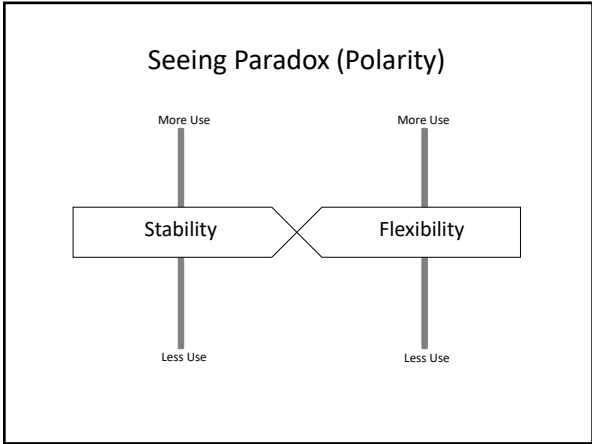 Seeing Paradox (Polarity)
More Use
More Use
Stability
Flexibility
Less Use
Less Use